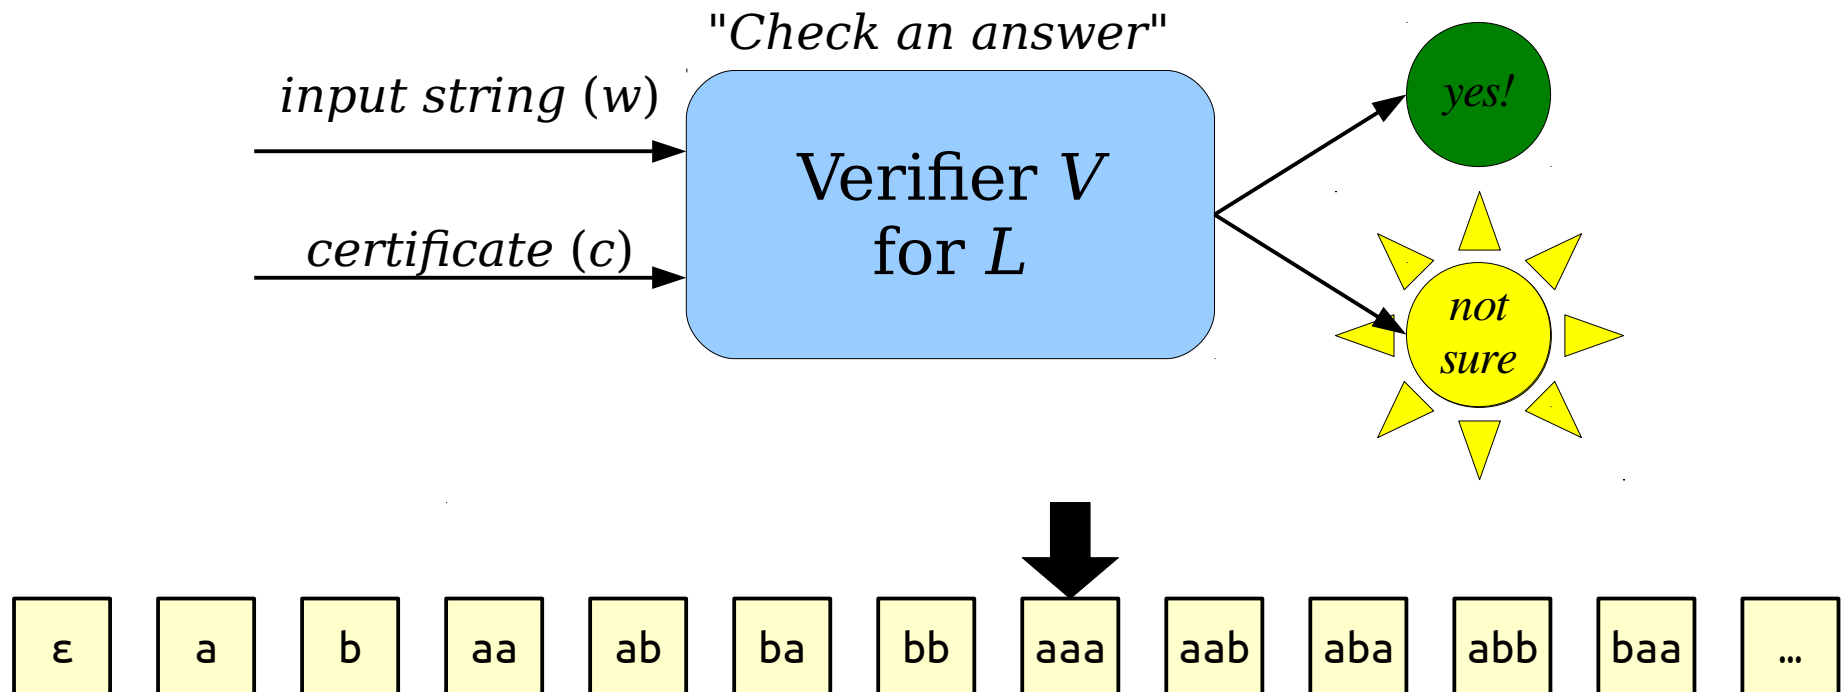 "Check an answer"
input string (w)
certificate (c)
Verifier V
for L
yes!
not
sure
ε a b aa ab ba bb aaa aab aba abb baa …